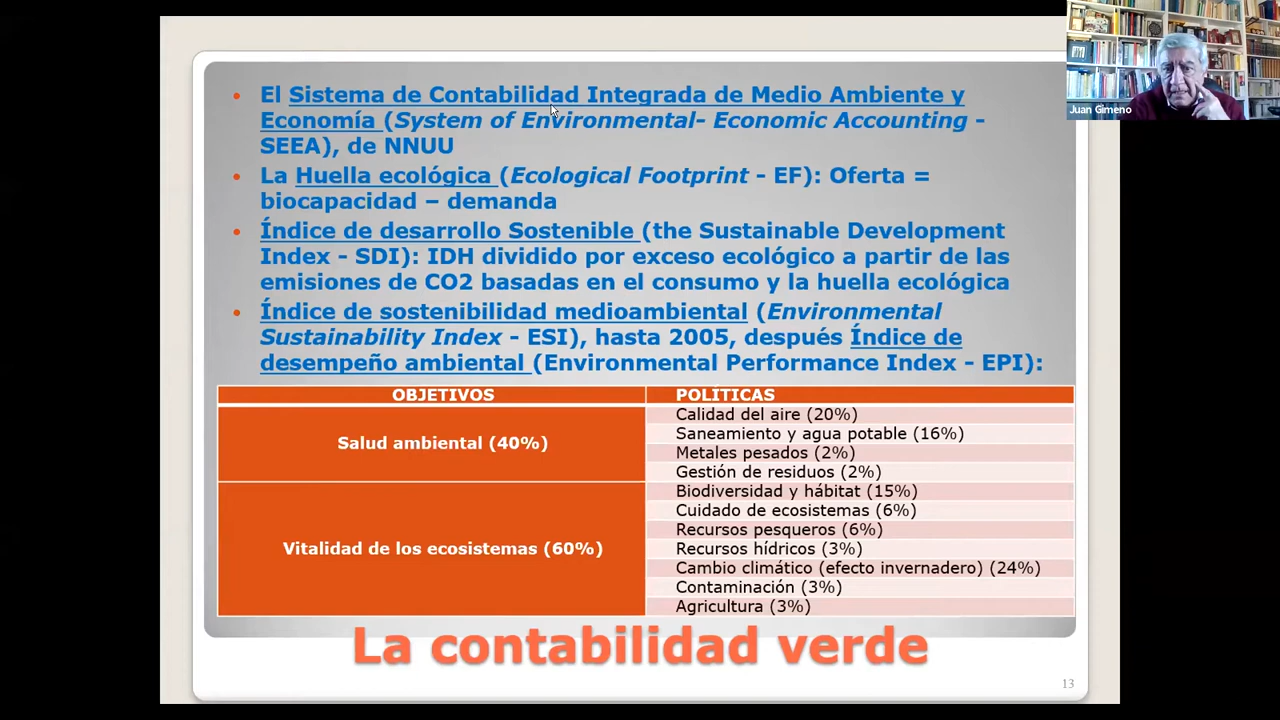 El Sistema de Contabilidad Integrada de Medio Ambiente y
Economía (System of Environmental- Economic Accounting -
SEEA), de NNUU
La Huella ecológica (Ecological Footprint - EF): Oferta =
biocapacidad – demanda
Índice de desarrollo Sostenible (the Sustainable Development
Index - SDI): IDH dividido por exceso ecológico a partir de las
emisiones de CO2 basadas en el consumo y la huella ecológica
Índice de sostenibilidad medioambiental (Environmental
Sustainability Index - ESI), hasta 2005, después Índice de
desempeño ambiental (Environmental Performance Index - EPI):
OBJETIVOS
POLÍTICAS
Salud ambiental (40%)
Calidad del aire (20%)
Saneamiento y agua potable (16%)
Metales pesados (2%)
Gestión de residuos (2%)
Vitalidad de los ecosistemas (60%)
Biodiversidad y hábitat (15%)
Cuidado de ecosistemas (6%)
Recursos pesqueros (6%)
Recursos hídricos (3%)
Cambio climático (efecto invernadero) (24%)
Contaminación (3%)
Agricultura (3%)
La contabilidad verde
13
Juan Gimeno